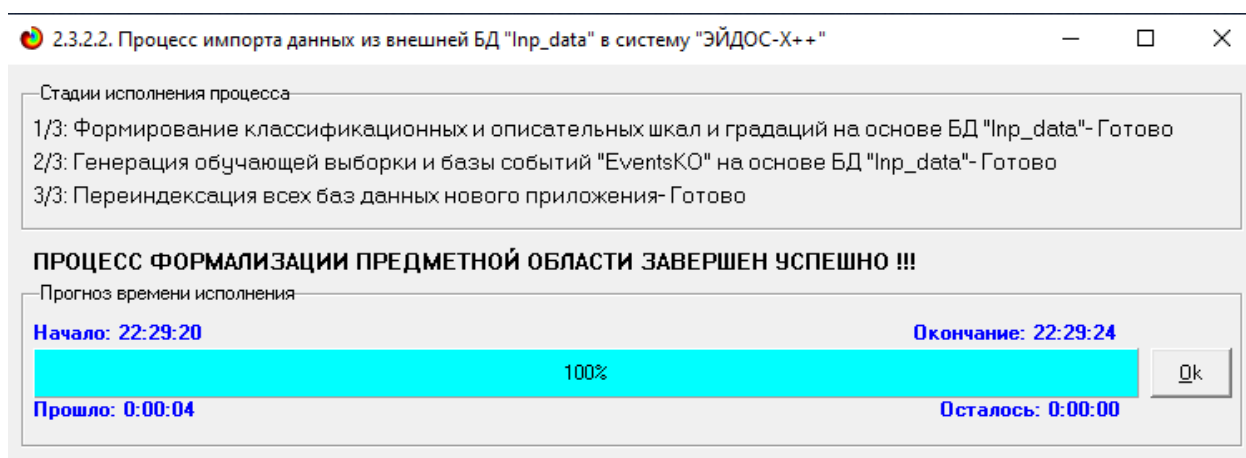 2.3.2.2. Процесс импорта данных из внешней БД "Inp_data" в систему "ЭЙДОС-X++"
Стадии исполнения процесса
1/3: Формирование классификационных и описательных шкал и градаций на основе БД "Inp_data"- Готово
2/3: Генерация обучающей выборки и базы событий "EventsKO" на основе БД "Inp_data"- Готово
3/3: Переиндексация всех баз данных нового приложения- Готово
ПРОЦЕСС ФОРМАЛИЗАЦИИ ПРЕДМЕТНОЙ ОБЛАСТИ ЗАВЕРШЕН УСПЕШНО !!!
Прогноз времени исполнения
Начало: 22:29:20 Окончание: 22:29:24
100% Ok
Прошло: 0:00:04 Осталось: 0:00:00